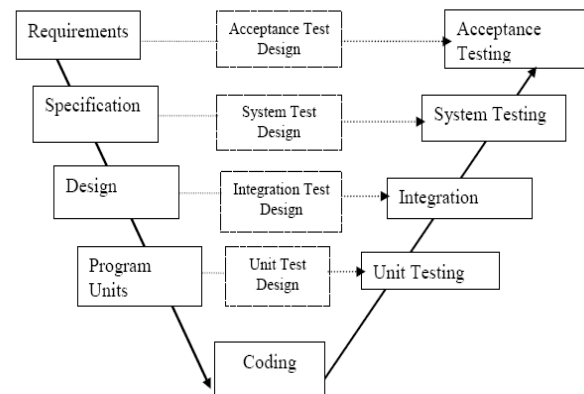 Requirements
Acceptance Test
Design
Acceptance
Testing
Specification
System Test
Design
System Testing
Design
Integration Test
Design
Integration
Program
Units
Unit Test
Design
Unit Testing
Coding